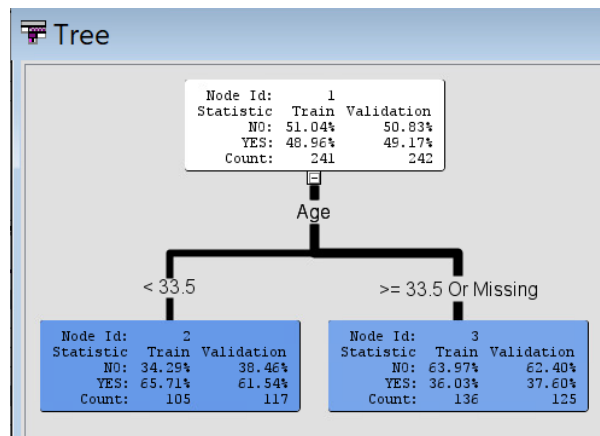 Tree
Node Id: 1
Statistic Train Validation
NO: 51.04% 50.83%
YES: 48.96% 49.17%
Count: 241 242
Age
< 33.5
>= 33.5 Or Missing
Node Id: 2
Statistic Train Validation
NO: 34.29% 38.46%
YES: 65.71% 61.54%
Count: 105 117
Node Id: 3
Statistic Train Validation
NO: 63.97% 62.40%
YES: 36.03% 37.60%
Count: 136 125